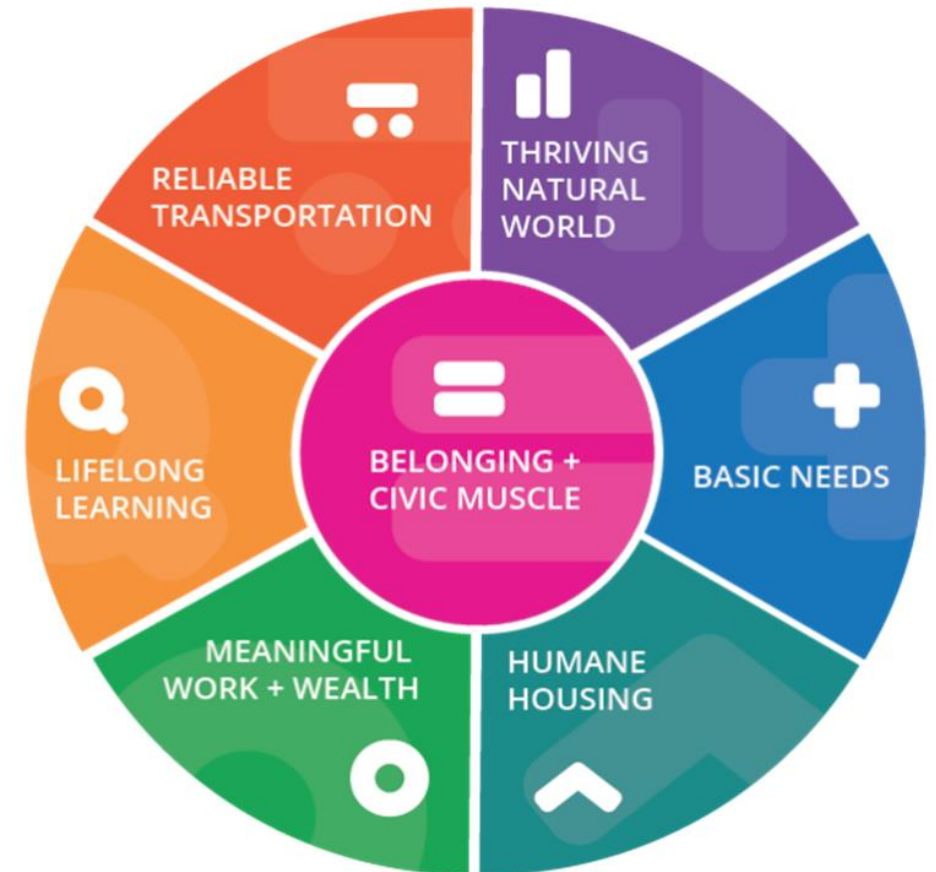 THRIVING
NATURAL
WORLD
BASIC NEEDS
HUMANE
HOUSING
MEANINGFUL
WORK + WEALTH
LIFELONG
LEARNING
RELIABLE
TRANSPORTATION
BELONGING +
CIVIC MUSCLE